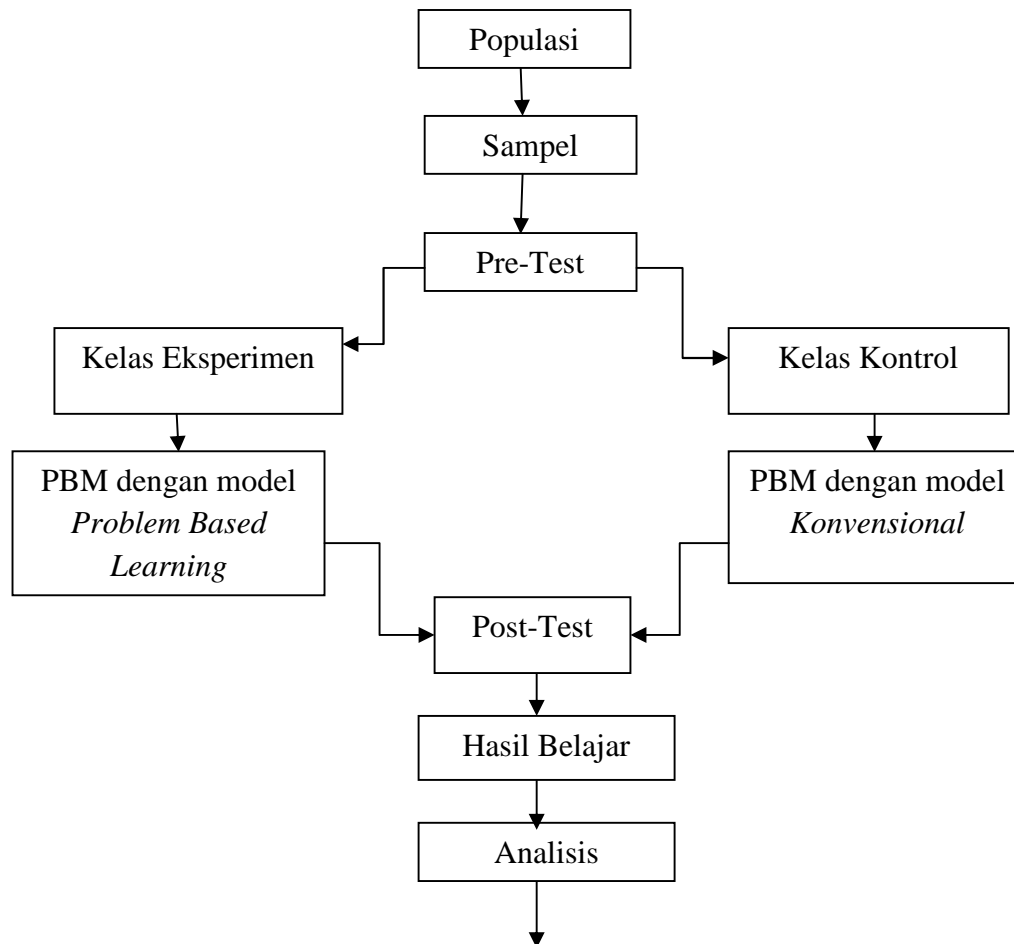 Populasi
Sampel
Pre-Test
Kelas Eksperimen
Kelas Kontrol
PBM dengan model
Problem Based
Learning
PBM dengan model
Konvensional
Post-Test
Hasil Belajar
Analisis